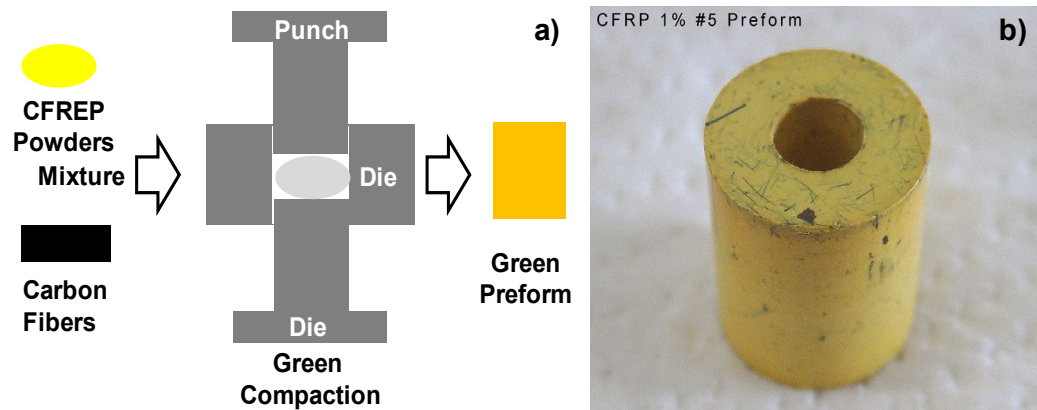 Punch
a)
CFREP
Powders
Mixture
Die
Carbon
Fibers
Die
Green
Compaction
Green
Preform
CFRP 1% #5 Preform
b)